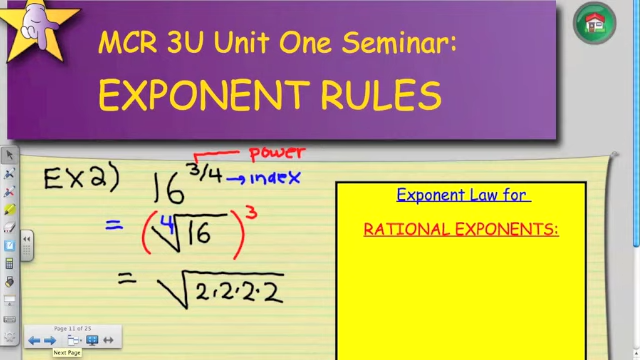 MCR 3U Unit One Seminar:
EXPONENT RULES
EX2) 16^(3/4) → power
→ index
= (⁴√16)³
= √2·2·2·2
Exponent Law for
RATIONAL EXPONENTS:
Page 11 of 25
Next Page